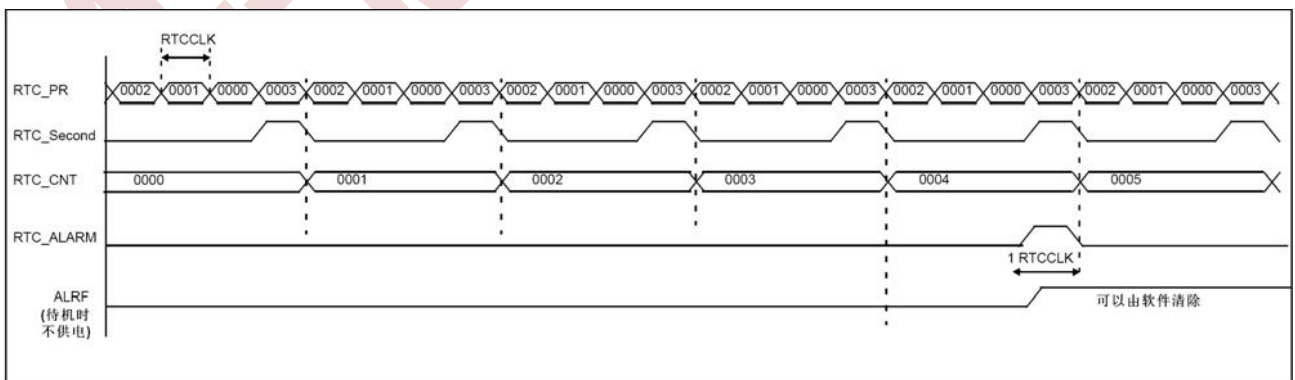 RTCCLK
RTC_PR 0002 0001 0000 0003 0002 0001 0000 0003 0002 0001 0000 0003 0002 0001 0000 0003 0002 0001 0000 0003 0002 0001 0000 0003
RTC_Second
RTC_CNT 0000 0001 0002 0003 0004 0005
RTC_ALARM
1 RTCCLK
ALRF 可以由软件清除
(待机时
不供电)